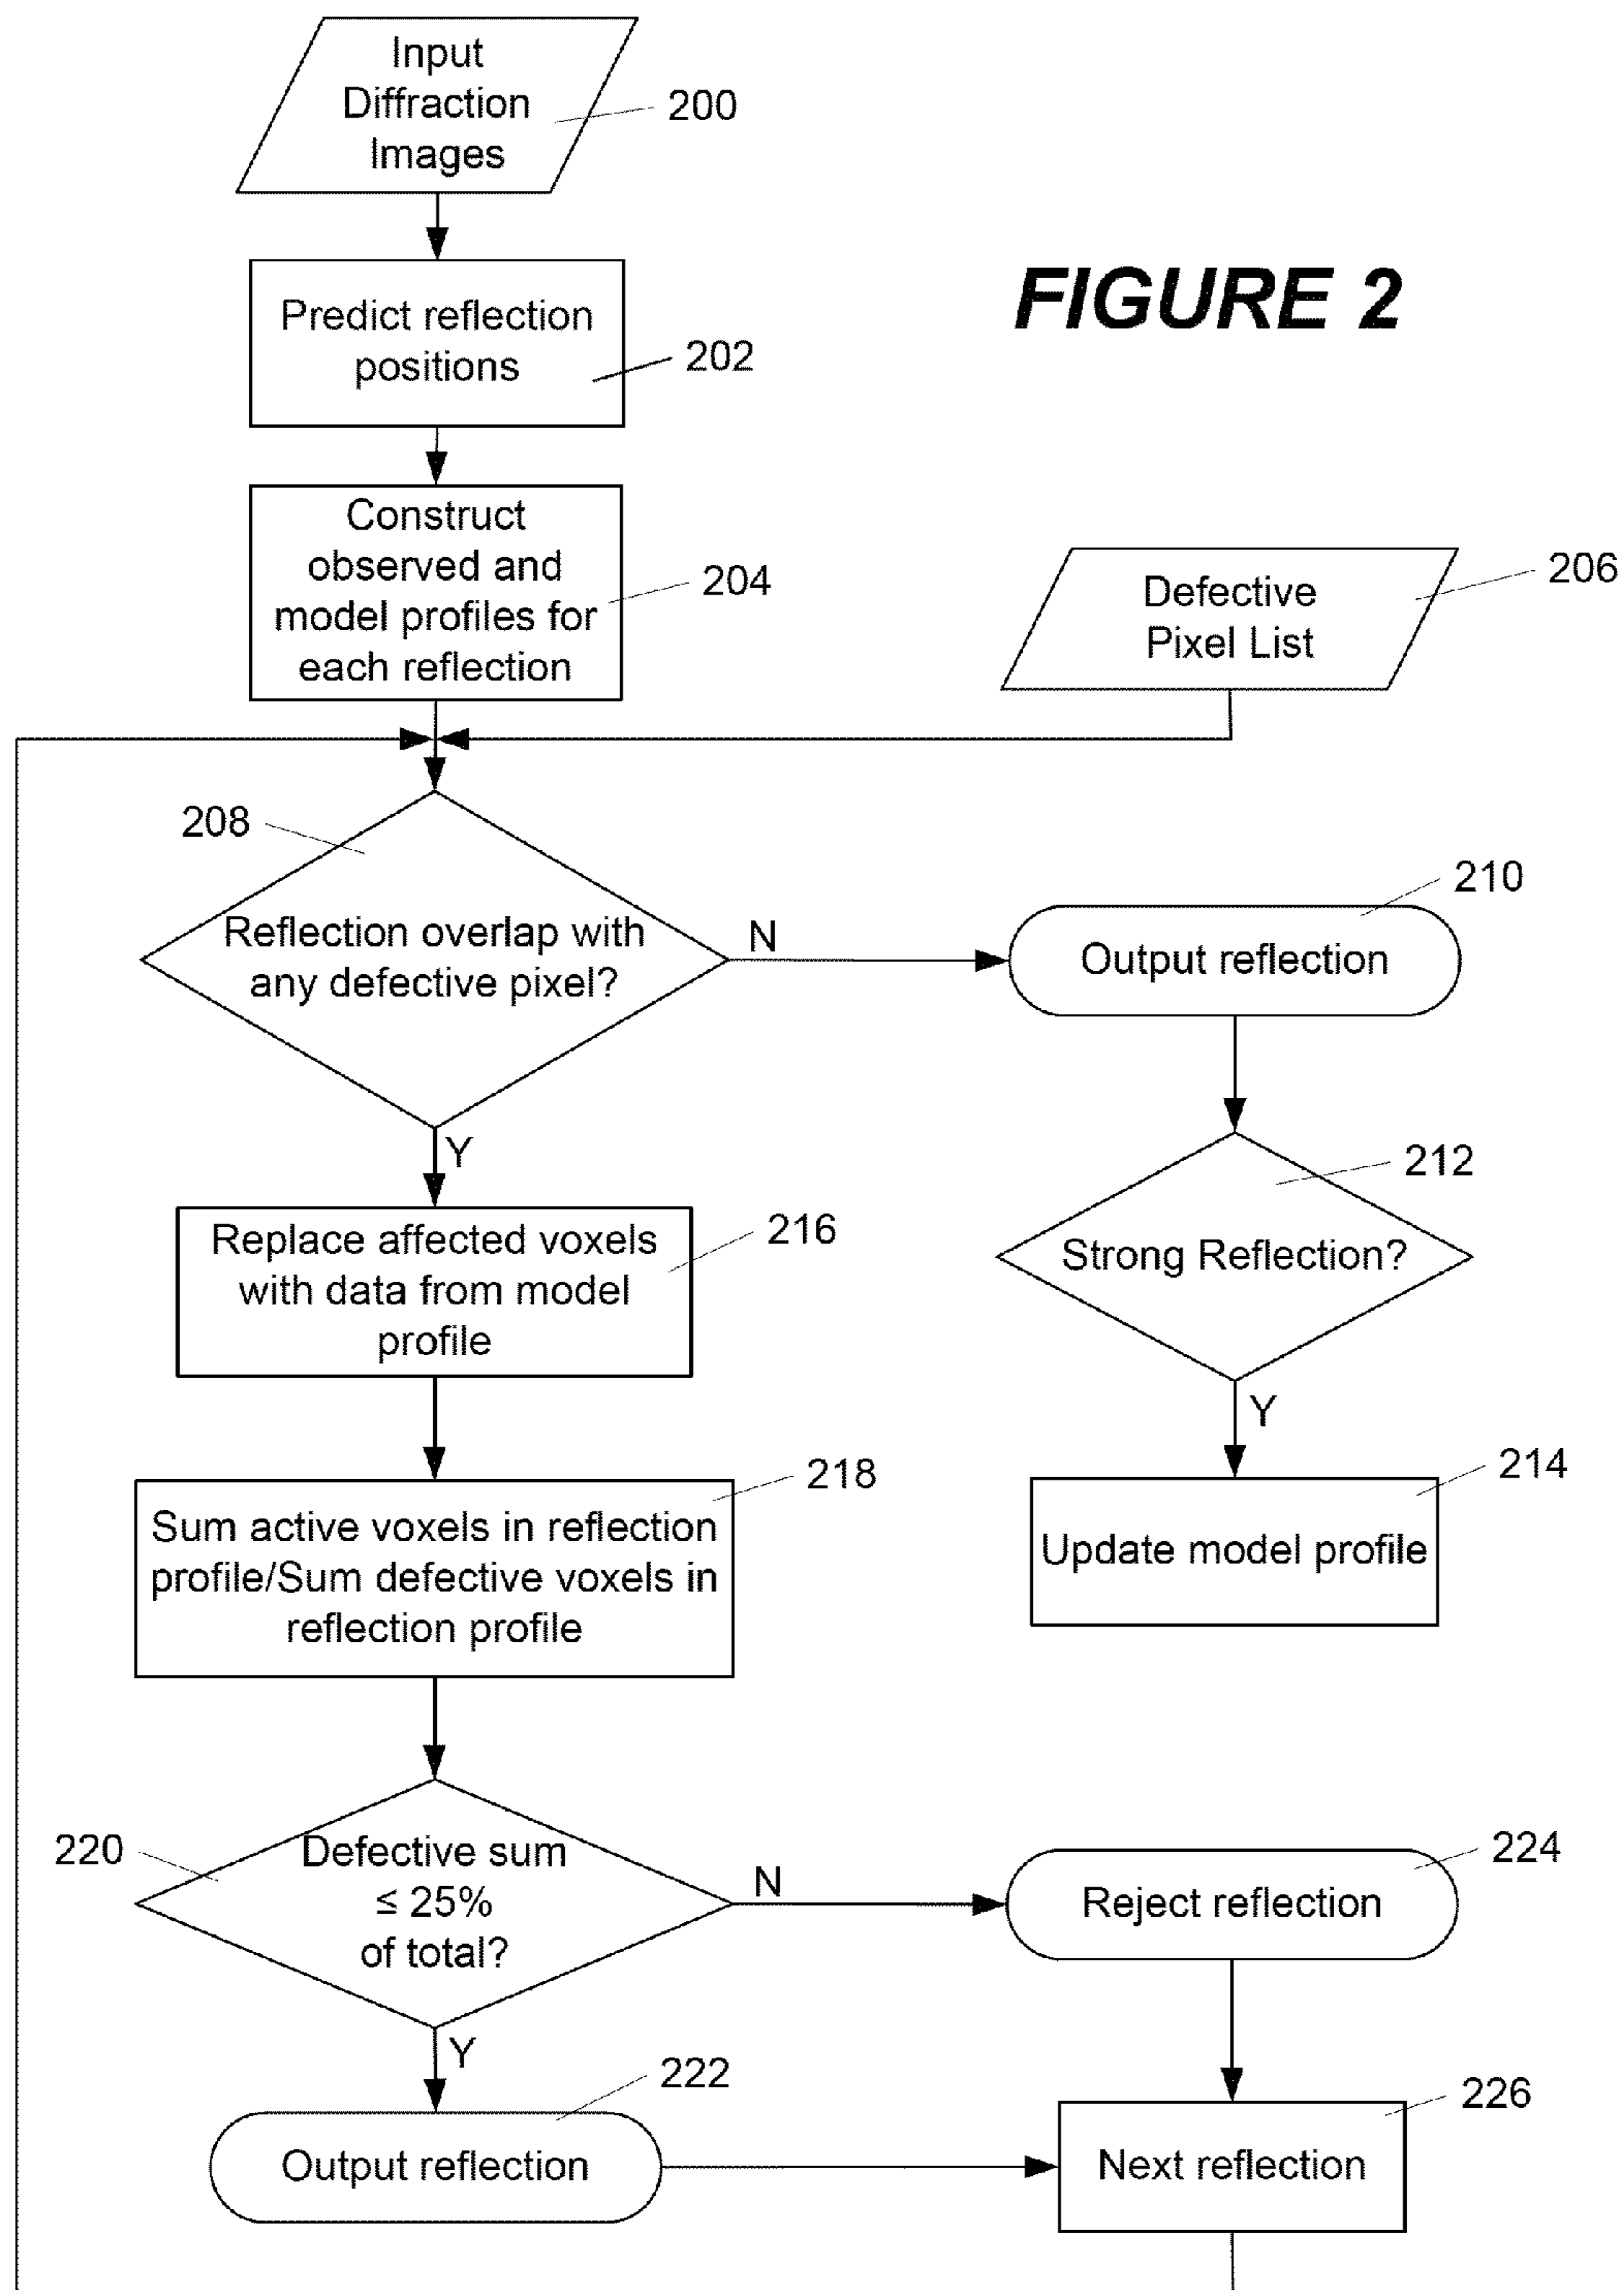 Input
Diffraction
Images
200
FIGURE 2
Predict reflection
positions
202
Construct
observed and
model profiles for
each reflection
204
Defective
Pixel List
206
208
Reflection overlap with
any defective pixel?
N
Y
210
Output reflection
212
Strong Reflection?
Y
214
Update model profile
Replace affected voxels
with data from model
profile
216
218
Sum active voxels in reflection
profile/Sum defective voxels in
reflection profile
220
Defective sum
≤ 25%
of total?
N
Y
224
Reject reflection
222
Output reflection
226
Next reflection